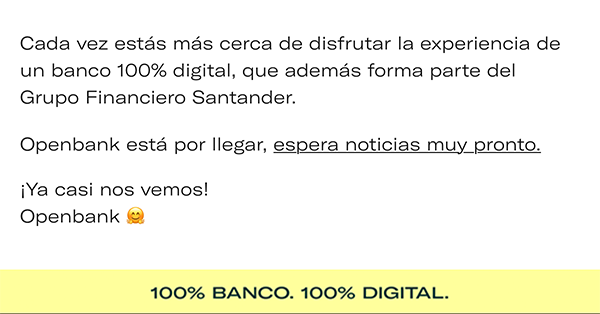 Cada vez estás más cerca de disfrutar la experiencia de
un banco 100% digital, que además forma parte del
Grupo Financiero Santander.
Openbank está por llegar, espera noticias muy pronto.
¡Ya casi nos vemos!
Openbank 🤗
100% BANCO. 100% DIGITAL.